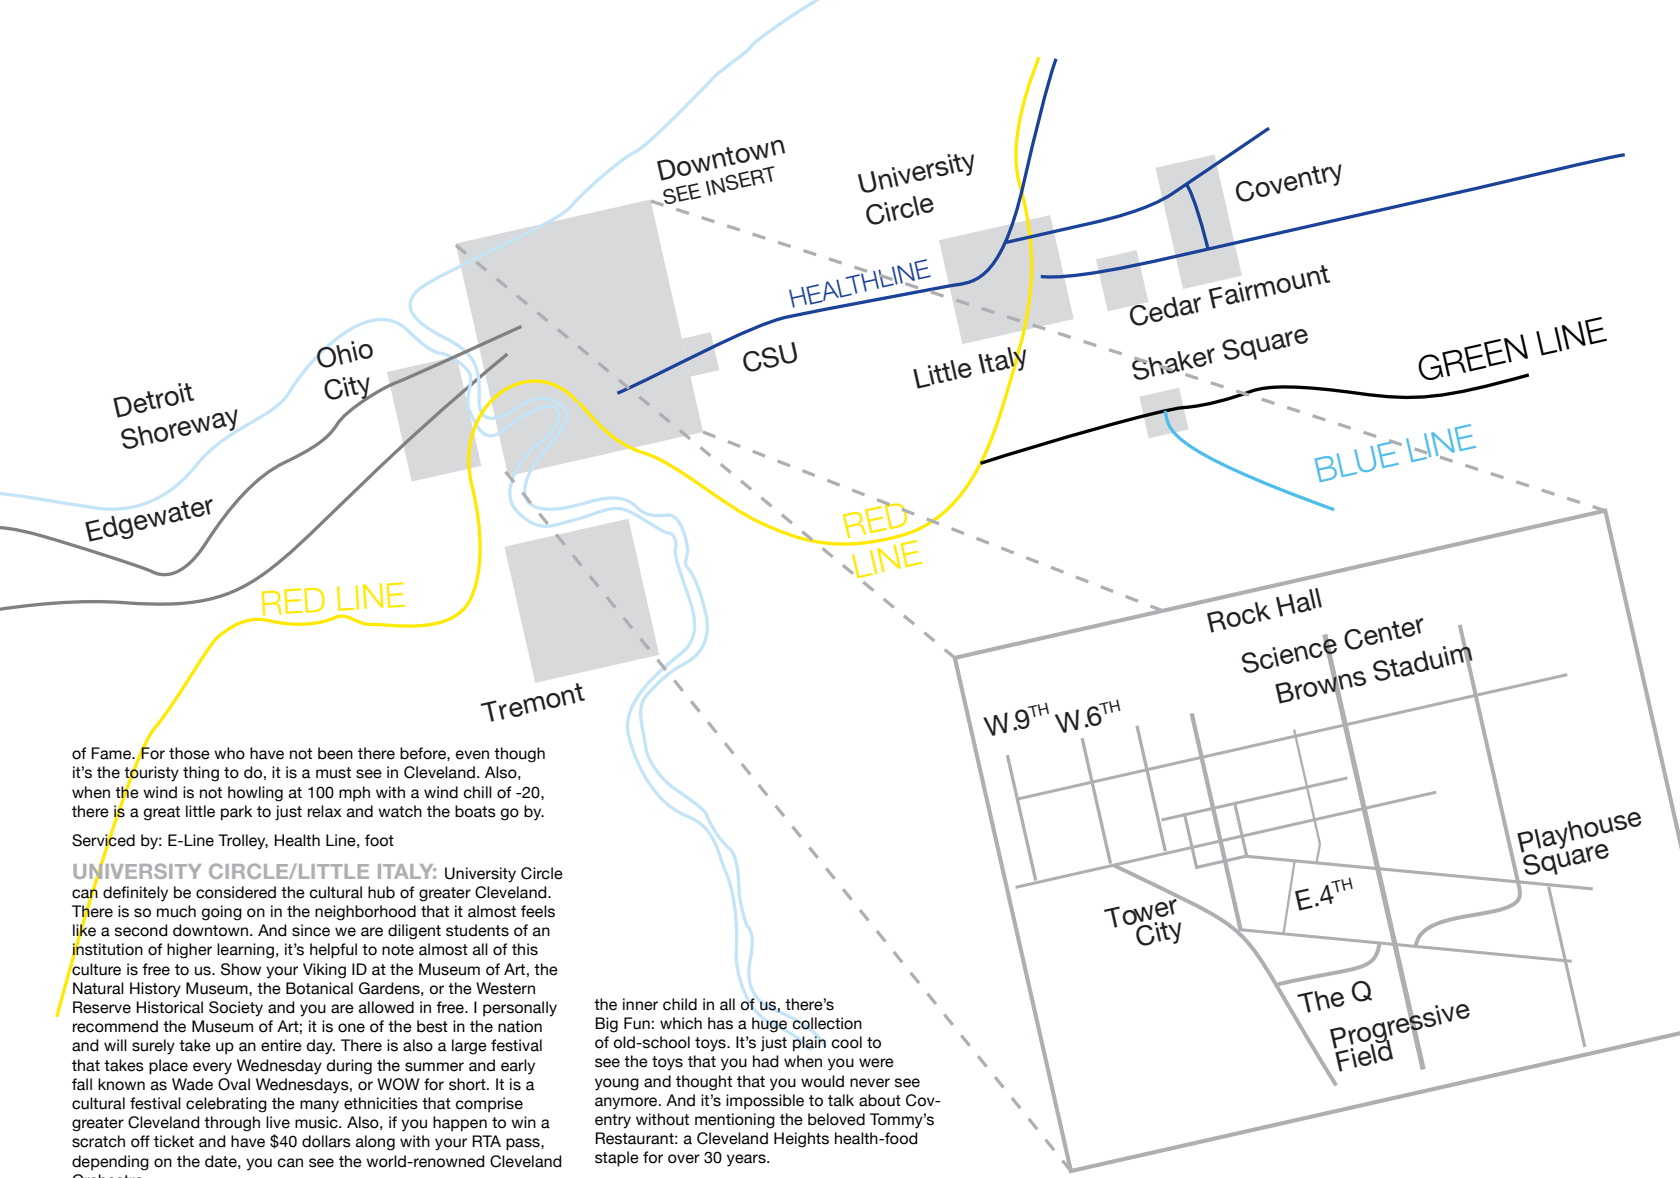 Downtown
SEE INSERT
University
Circle
Coventry
HEALTHLINE
Cedar Fairmount
Ohio
City
CSU
Little Italy
Shaker Square
GREEN LINE
Detroit
Shoreway
BLUE LINE
Edgewater
RED
LINE
RED LINE
Tremont
Rock Hall
Science Center
Browns Staduim
W.9TH
W.6TH
Playhouse
Square
E.4TH
Tower
City
The Q
Progressive
Field
of Fame. For those who have not been there before, even though
it’s the touristy thing to do, it is a must see in Cleveland. Also,
when the wind is not howling at 100 mph with a wind chill of -20,
there is a great little park to just relax and watch the boats go by.
Serviced by: E-Line Trolley, Health Line, foot
UNIVERSITY CIRCLE/LITTLE ITALY: University Circle
can definitely be considered the cultural hub of greater Cleveland.
There is so much going on in the neighborhood that it almost feels
like a second downtown. And since we are diligent students of an
institution of higher learning, it’s helpful to note almost all of this
culture is free to us. Show your Viking ID at the Museum of Art, the
Natural History Museum, the Botanical Gardens, or the Western
Reserve Historical Society and you are allowed in free. I personally
recommend the Museum of Art; it is one of the best in the nation
and will surely take up an entire day. There is also a large festival
that takes place every Wednesday during the summer and early
fall known as Wade Oval Wednesdays, or WOW for short. It is a
cultural festival celebrating the many ethnicities that comprise
greater Cleveland through live music. Also, if you happen to win a
scratch off ticket and have $40 dollars along with your RTA pass,
depending on the date, you can see the world-renowned Cleveland
the inner child in all of us, there’s
Big Fun: which has a huge collection
of old-school toys. It’s just plain cool to
see the toys that you had when you were
young and thought that you would never see
anymore. And it’s impossible to talk about Cov-
entry without mentioning the beloved Tommy’s
Restaurant: a Cleveland Heights health-food
staple for over 30 years.